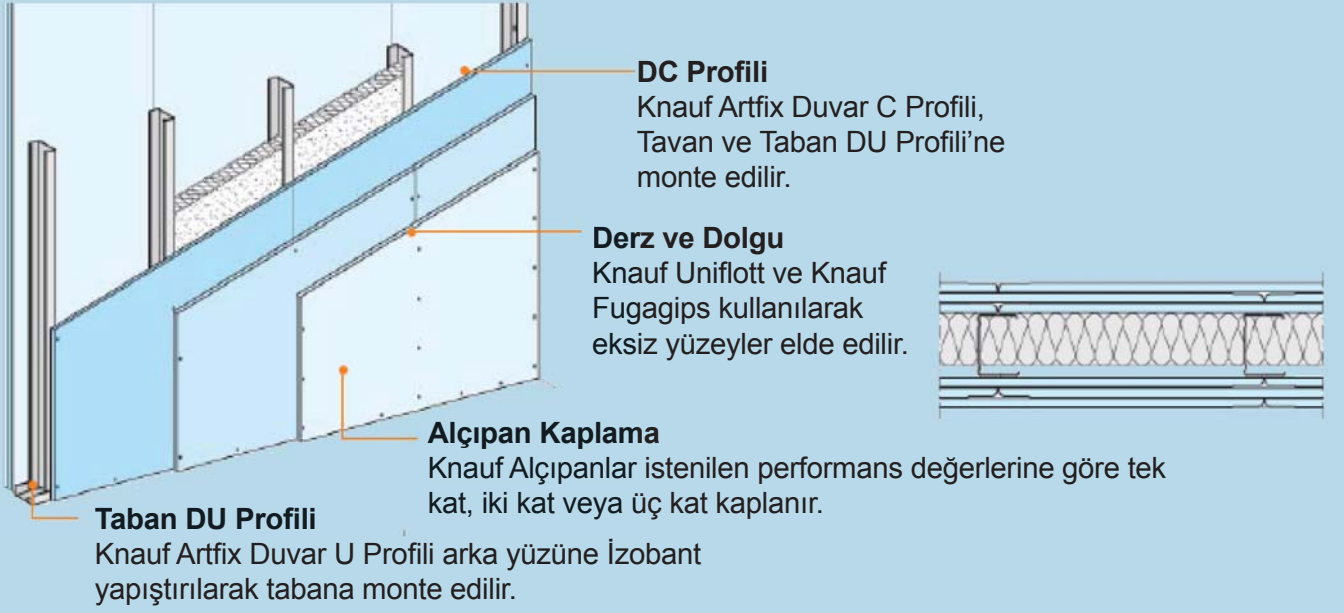 DC Profili
Knauf Artfix Duvar C Profili,
Tavan ve Taban DU Profili’ne
monte edilir.
Derz ve Dolgu
Knauf Uniflott ve Knauf
Fugagips kullanılarak
eksiz yüzeyler elde edilir.
Alçıpan Kaplama
Knauf Alçıpanlar istenilen performans değerlerine göre tek
kat, iki kat veya üç kat kaplanır.
Taban DU Profili
Knauf Artfix Duvar U Profili arka yüzüne İzobant
yapıştırılarak tabana monte edilir.